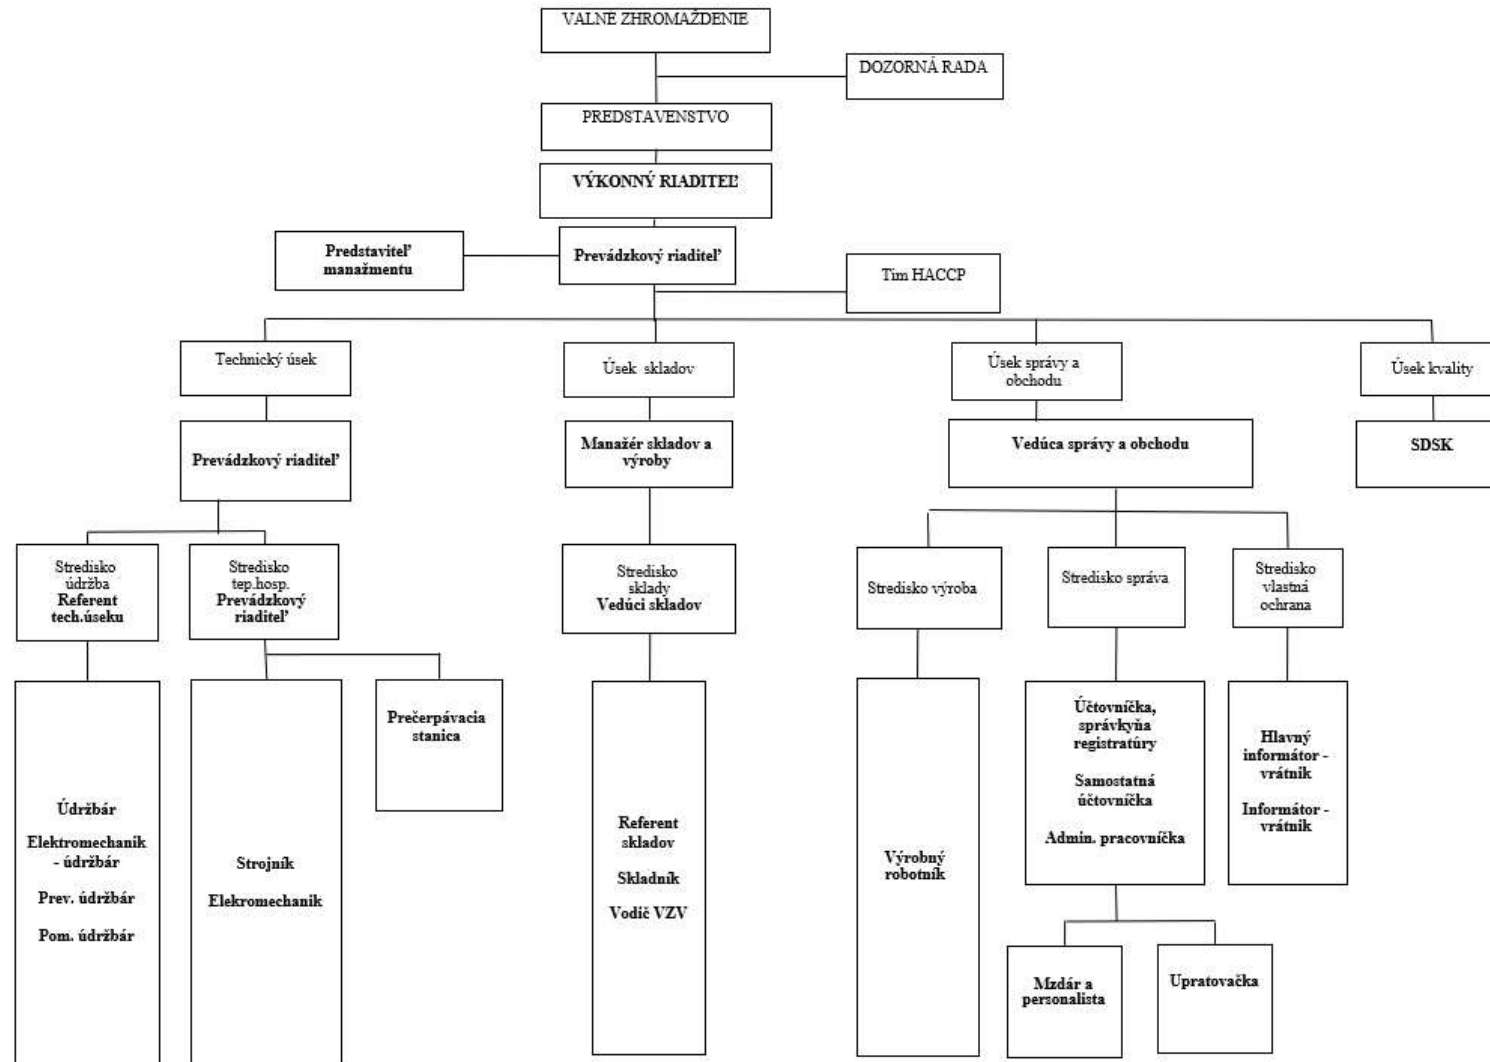 VALNÉ ZHROMAŽDENIE
DOZORNÁ RADA
PREDSTAVENSTVO
VÝKONNÝ RIADITEĽ
Predstaviteľ
manažmentu
Prevádzkový riaditeľ
Tím HACCP
Technický úsek
Úsek skladov
Úsek správy a
obchodu
Úsek kvality
Prevádzkový riaditeľ
Manažér skladov a
výroby
Vedúca správy a obchodu
SDSK
Stredisko
údržba
Referent
tech.úseku
Stredisko
tep.hosp.
Prevádzkový
riaditeľ
Stredisko
sklady
Vedúci skladov
Stredisko výroba
Stredisko správa
Stredisko
vlastná
ochrana
Údržbár
Elektromechanik
- údržbár
Prev. údržbár
Pom. údržbár
Strojník
Elekromechanik
Prečerpávacia
stanica
Referent
skladov
Skladník
Vodič VZV
Výrobný
robotník
Účtovníčka,
správkyňa
registratúry
Samostatná
účtovníčka
Admin. pracovníčka
Hlavný
informátor -
vrátnik
Informátor -
vrátnik
Mzdár a
personalista
Upratovačka